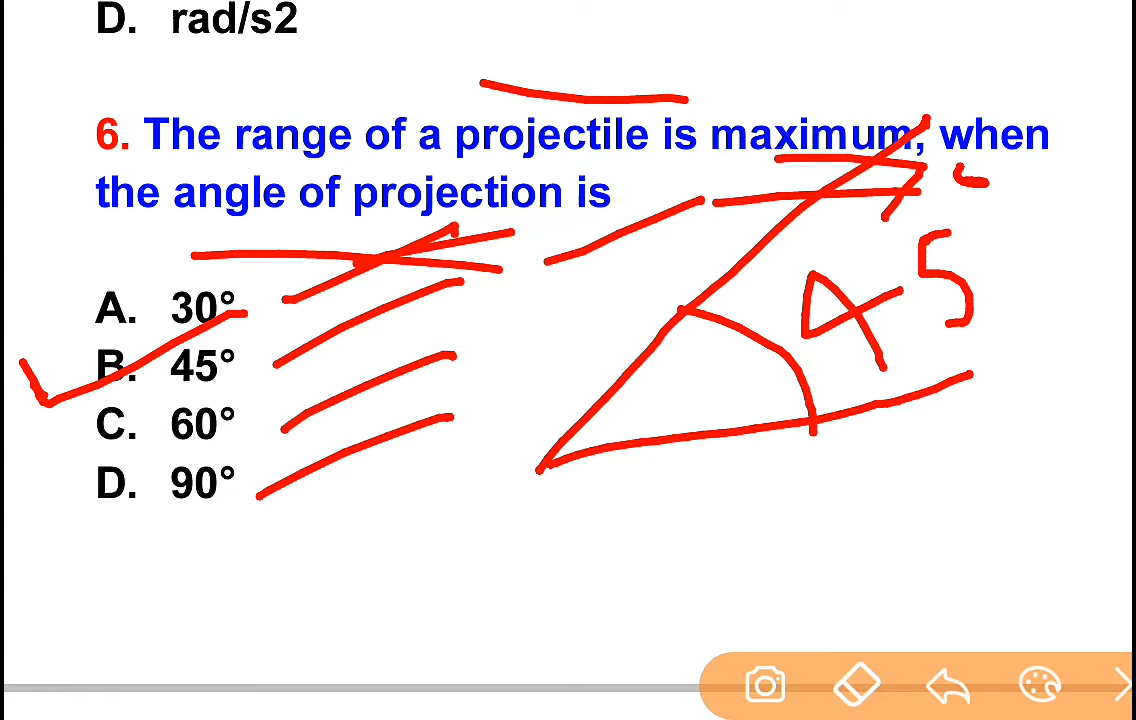 D. rad/s2
6. The range of a projectile is maximum, when
the angle of projection is
A. 30°
B. 45°
C. 60°
D. 90°
45